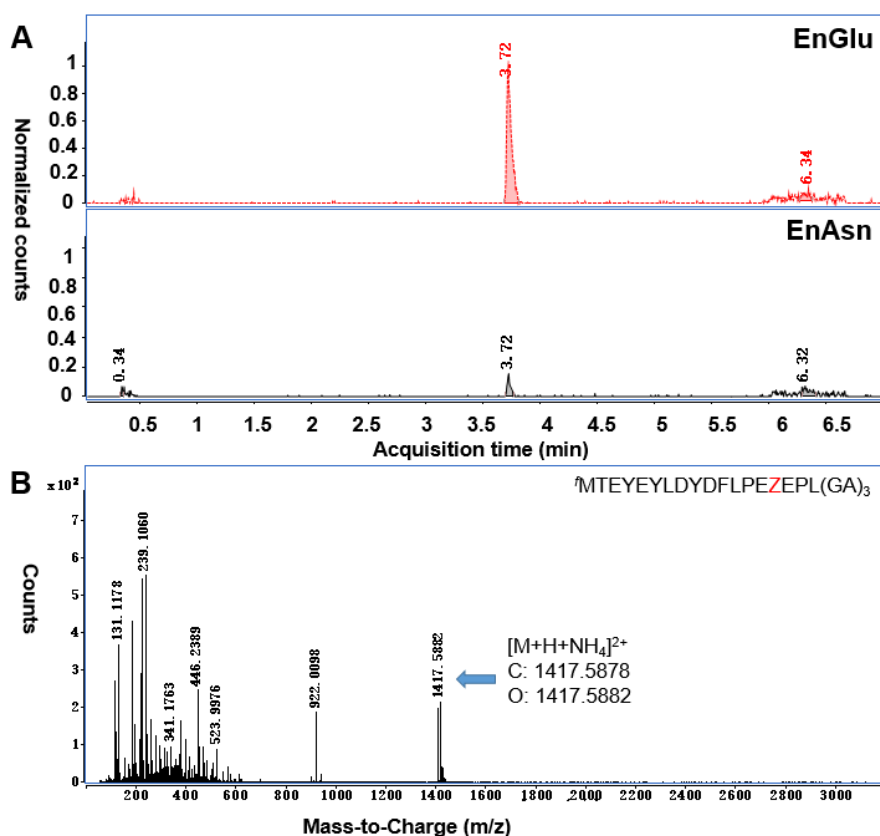 A
EnGlu
Normalized counts
1
0.8
0.6
0.4
0.2
0
3.72
6.34
EnAsn
1
0.8
0.6
0.4
0.2
0
0.34
3.72
6.32
0.5 1 1.5 2 2.5 3 3.5 4 4.5 5 5.5 6 6.5
Acquisition time (min)
B
x10²
fMTEYEYLDYDFLPEZEPL(GA)₃
Counts
7
6
5
4
3
2
1
0
131.1178
239.1060
341.1763
446.2389
523.9976
922.0098
1417.5882
[M+H+NH₄]²⁺
C: 1417.5878
O: 1417.5882
200 400 600 800 1000 1200 1400 1600 1800 2000 2200 2400 2600 2800 3000
Mass-to-Charge (m/z)